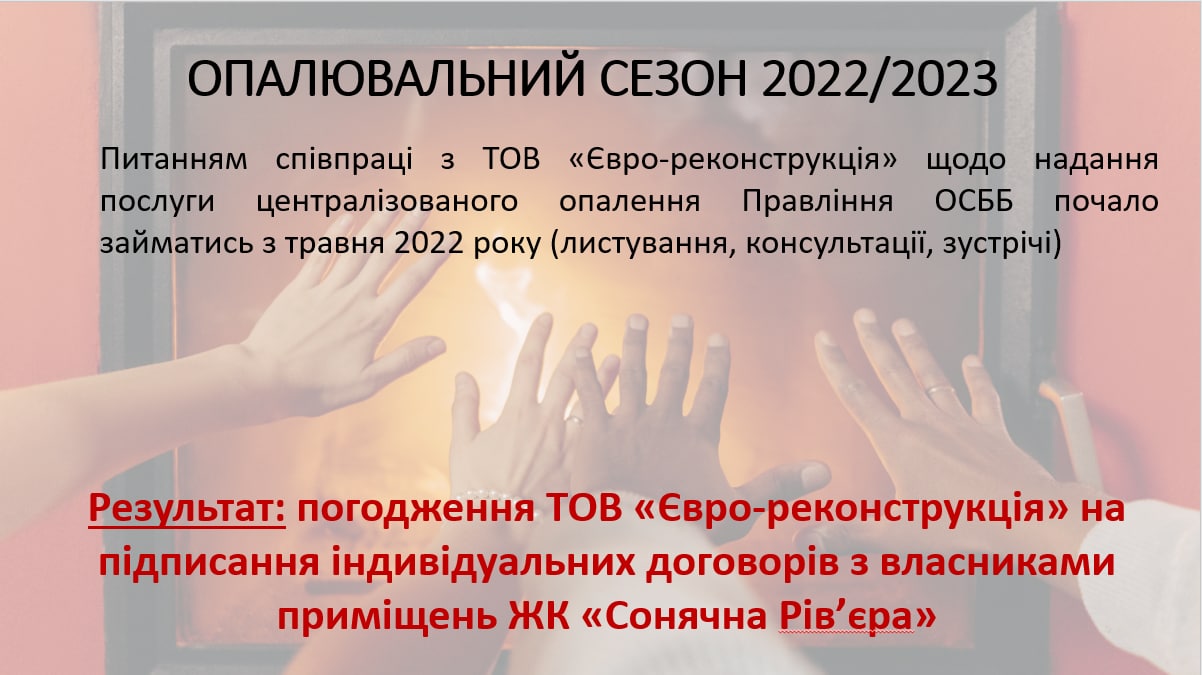 ОПАЛЮВАЛЬНИЙ СЕЗОН 2022/2023
Питанням співпраці з ТОВ «Євро-реконструкція» щодо надання
послуги централізованого опалення Правління ОСББ почало
займатись з травня 2022 року (листування, консультації, зустрічі)
Результат: погодження ТОВ «Євро-реконструкція» на
підписання індивідуальних договорів з власниками
приміщень ЖК «Сонячна Рів’єра»